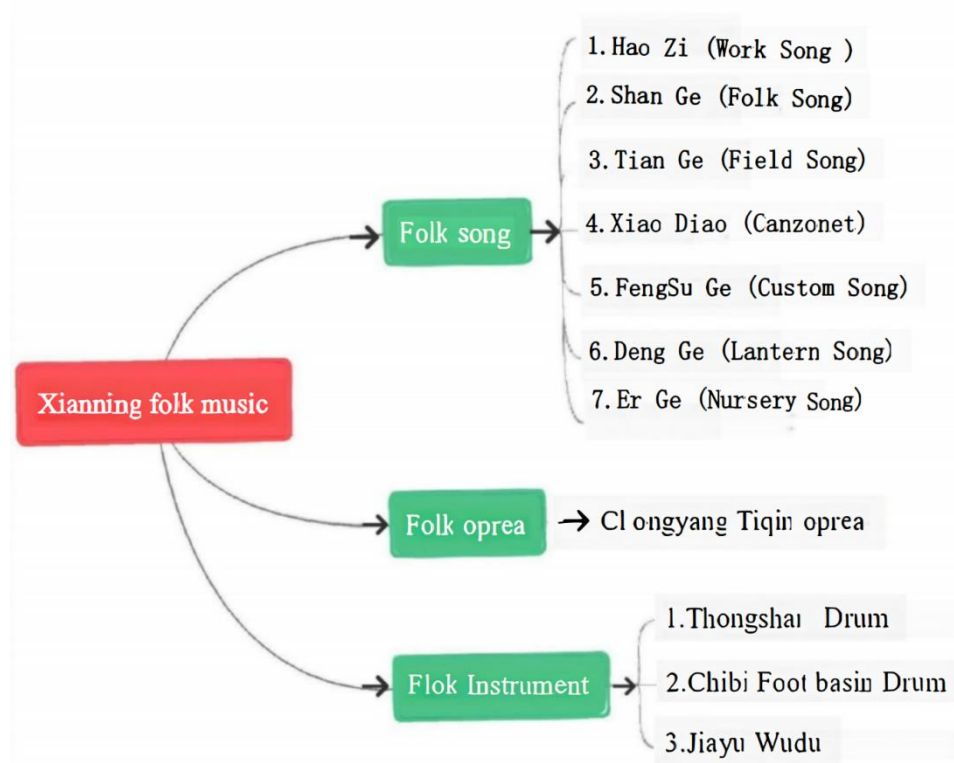 1. Hao Zi (Work Song )
2. Shan Ge (Folk Song)
3. Tian Ge (Field Song)
Folk song
4. Xiao Diao (Canzonet)
5. FengSu Ge (Custom Song)
6. Deng Ge (Lantern Song)
7. Er Ge (Nursery Song)
Xianning folk music
Folk oprea
Tiqin oprea
1. Drum
Flok Instrument
2.Chibi Foot basin Drum
3.Jiayu Wudu